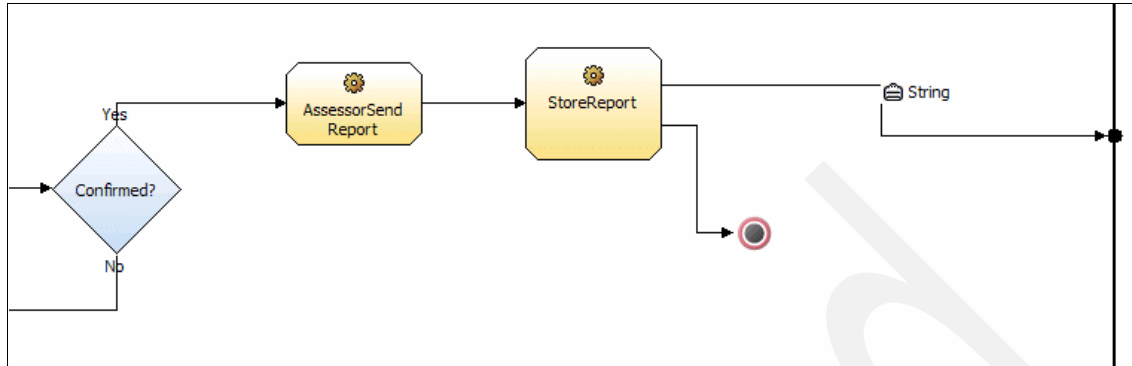 Yes
Confirmed?
No
AssessorSend
Report
StoreReport
String